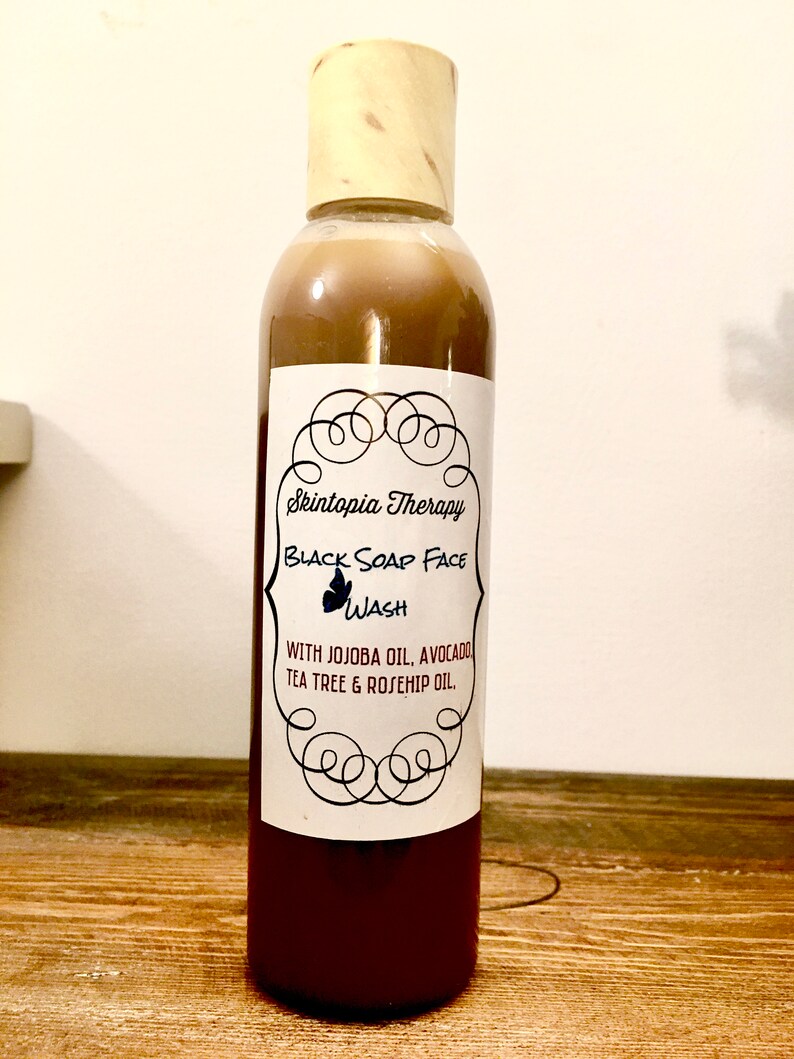 Skintopia Therapy
Black Soap Face
Wash
WITH JOJOBA OIL, AVOCADO,
TEA TREE & ROSEHIP OIL,